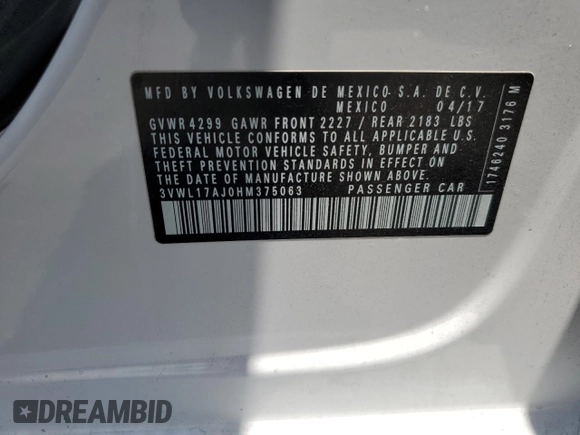 MFD BY VOLKSWAGEN DE MEXICO S.A. DE C.V.
MEXICO 04/17
GVWR 4299 GAWR FRONT 2227 / REAR 2183 LBS
THIS VEHICLE CONFORMS TO ALL APPLICABLE U.S.
FEDERAL MOTOR VEHICLE SAFETY, BUMPER AND
THEFT PREVENTION STANDARDS IN EFFECT ON
THE DATE OF MANUFACTURE SHOWN ABOVE.
3VWL17AJ0HM375063 PASSENGER CAR
1746240 3176 M
DREAMBID